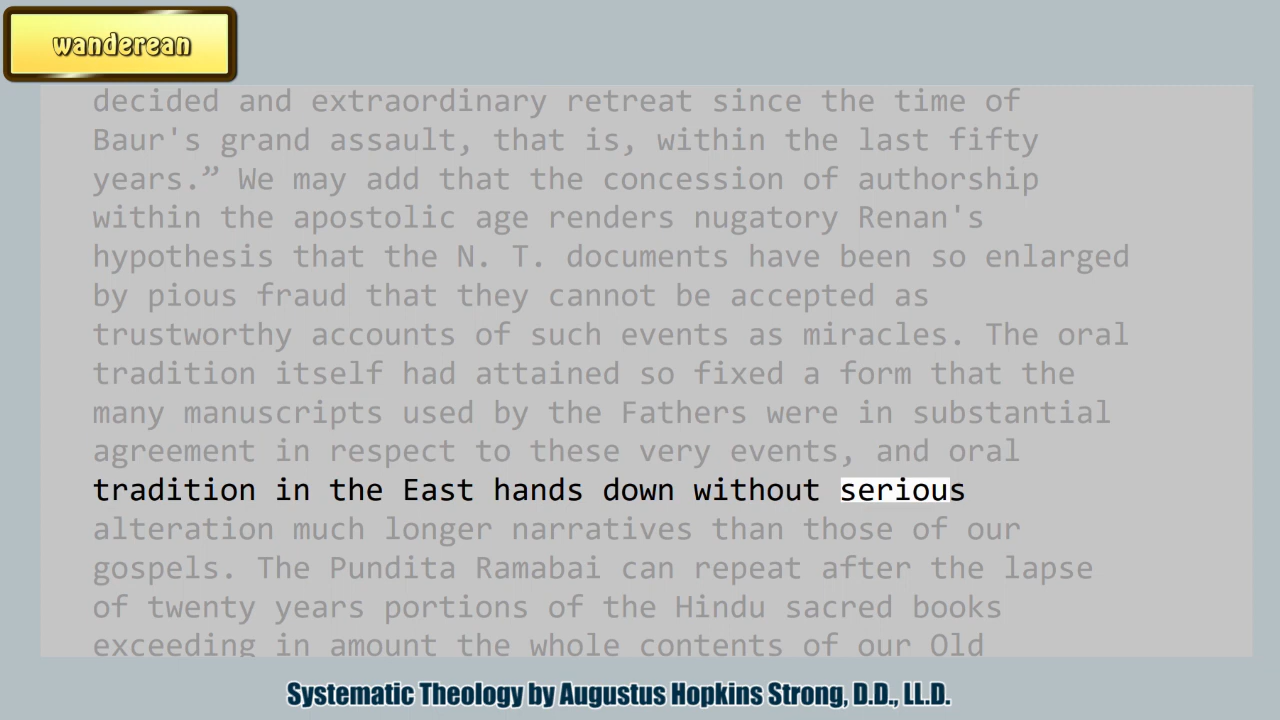 wanderean
decided and extraordinary retreat since the time of
Baur's grand assault, that is, within the last fifty
years.” We may add that the concession of authorship
within the apostolic age renders nugatory Renan's
hypothesis that the N. T. documents have been so enlarged
by pious fraud that they cannot be accepted as
trustworthy accounts of such events as miracles. The oral
tradition itself had attained so fixed a form that the
many manuscripts used by the Fathers were in substantial
agreement in respect to these very events, and oral
tradition in the East hands down without serious
alteration much longer narratives than those of our
gospels. The Pundita Ramabai can repeat after the lapse
of twenty years portions of the Hindu sacred books
exceeding in amount the whole contents of our Old
Systematic Theology by Augustus Hopkins Strong, D.D., LL.D.